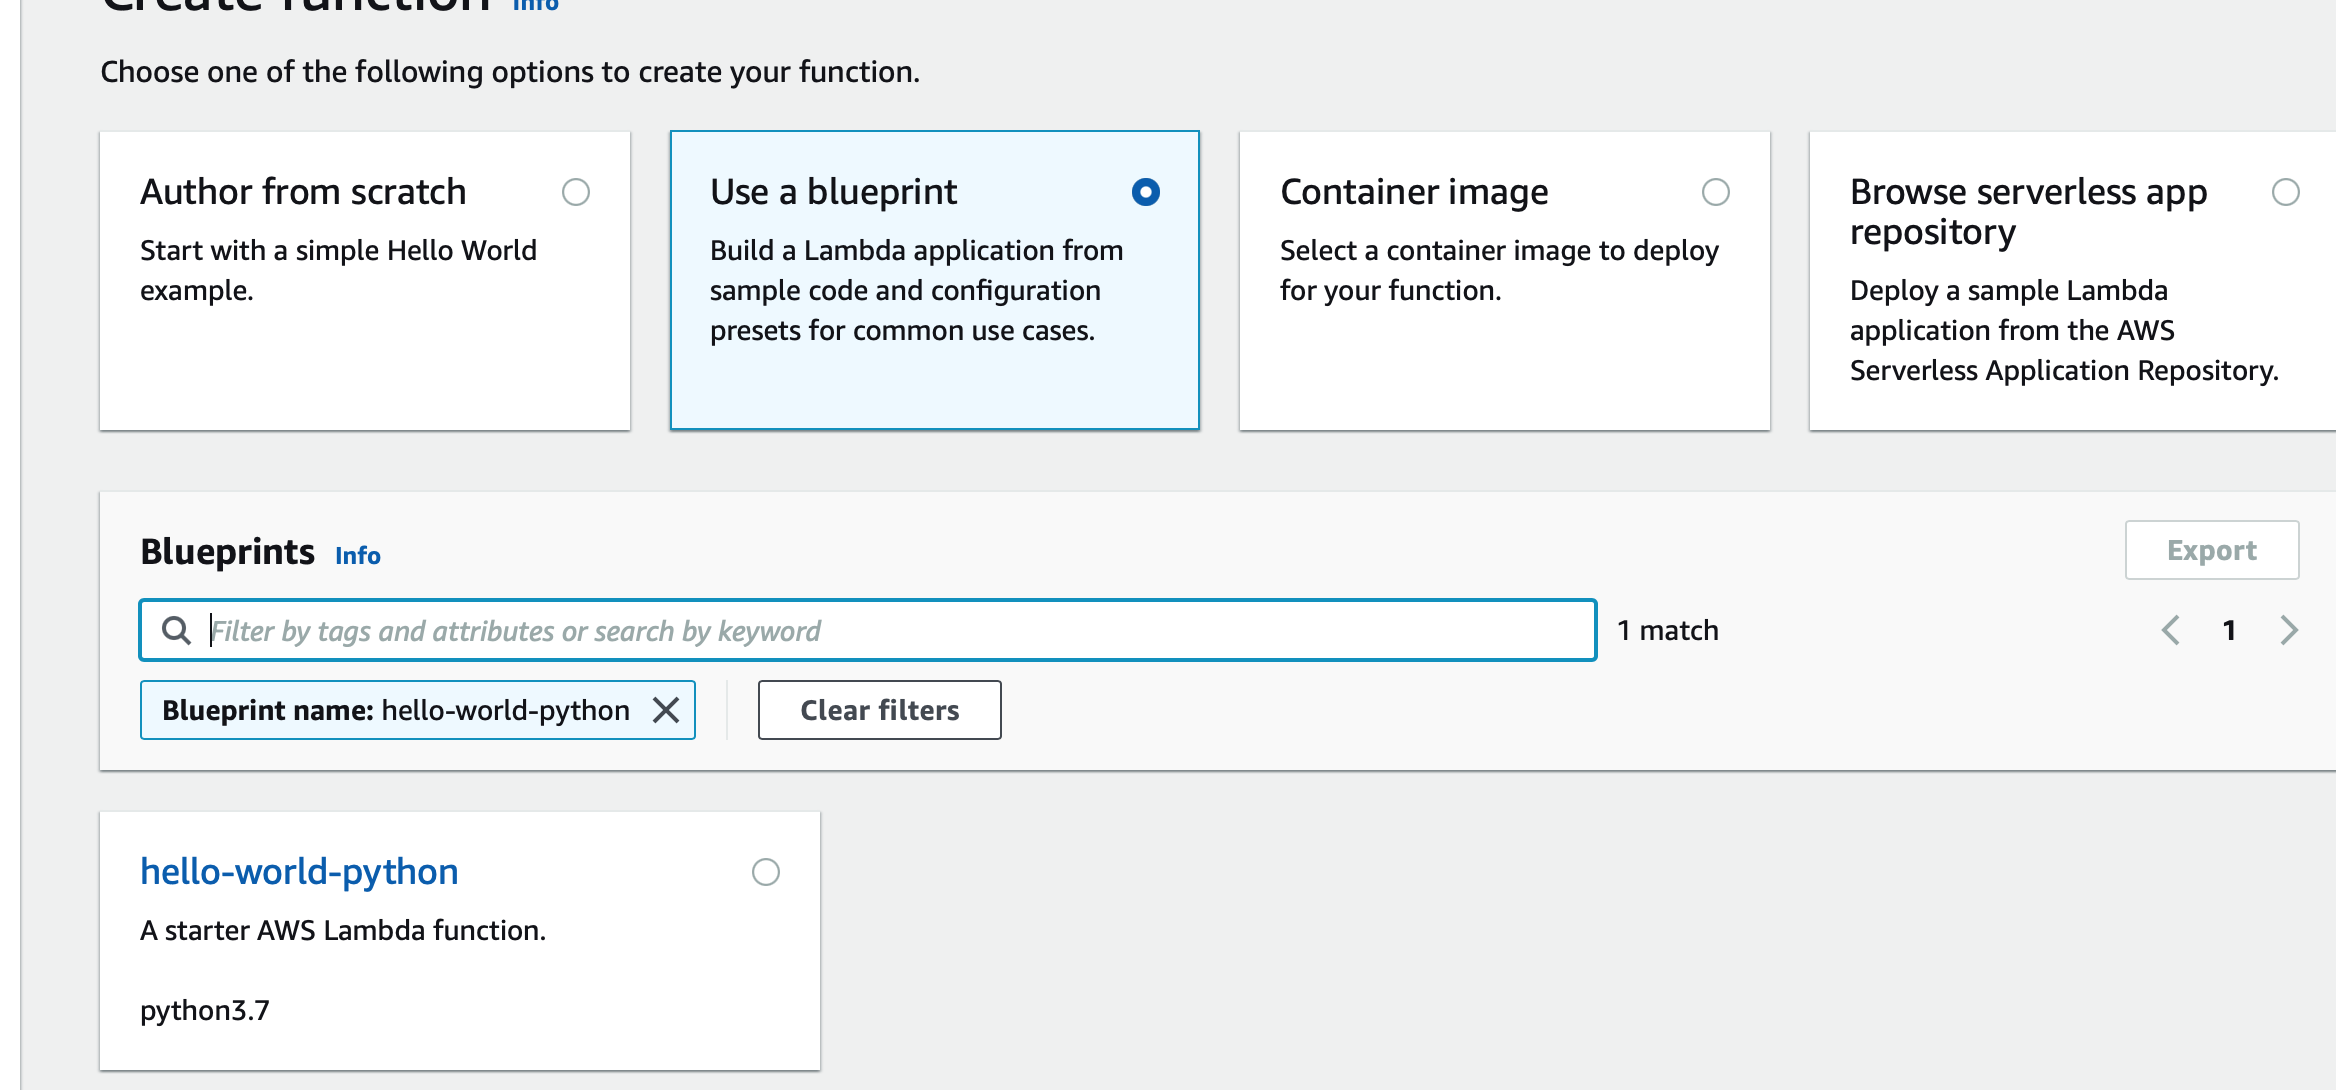 Create function Info
Choose one of the following options to create your function.
Author from scratch
Start with a simple Hello World
example.
Use a blueprint
Build a Lambda application from
sample code and configuration
presets for common use cases.
Container image
Select a container image to deploy
for your function.
Browse serverless app
repository
Deploy a sample Lambda
application from the AWS
Serverless Application Repository.
Blueprints Info
Export
Filter by tags and attributes or search by keyword
1 match
1
Blueprint name: hello-world-python
Clear filters
hello-world-python
A starter AWS Lambda function.
python3.7